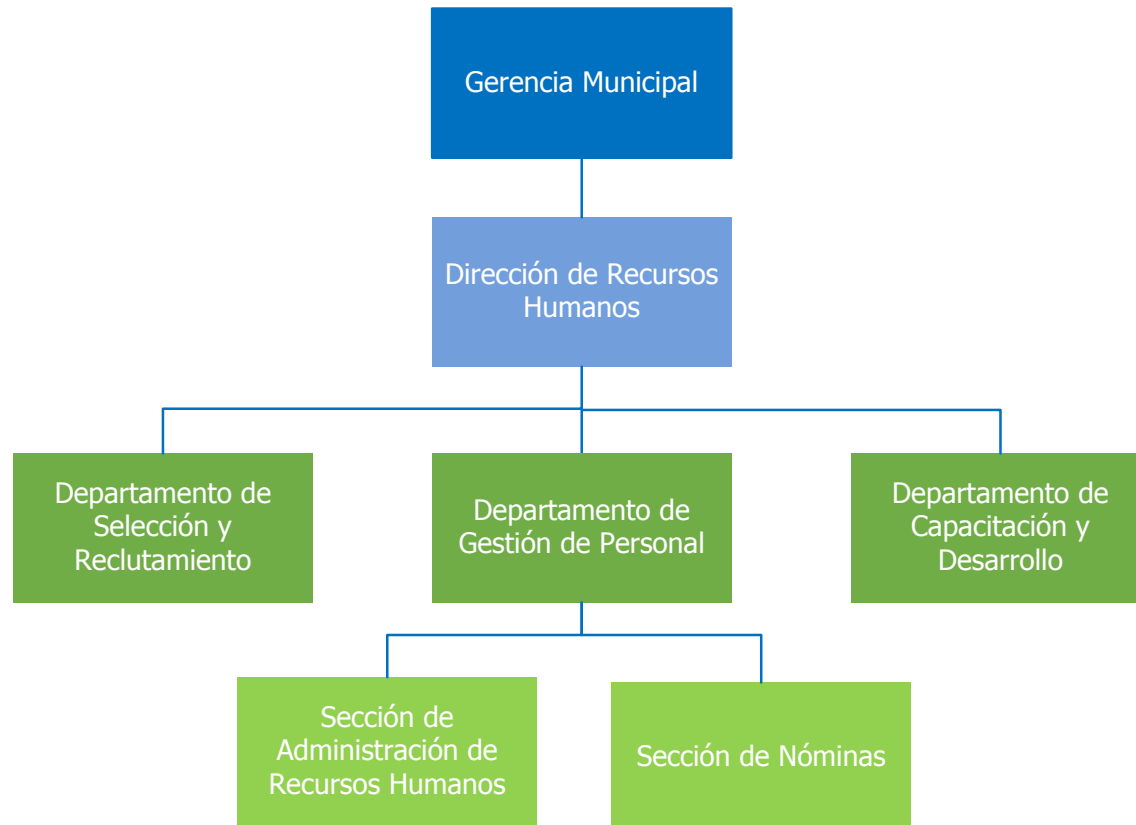 Gerencia Municipal
Dirección de Recursos
Humanos
Departamento de
Selección y
Reclutamiento
Departamento de
Gestión de Personal
Departamento de
Capacitación y
Desarrollo
Sección de
Administración de
Recursos Humanos
Sección de Nóminas